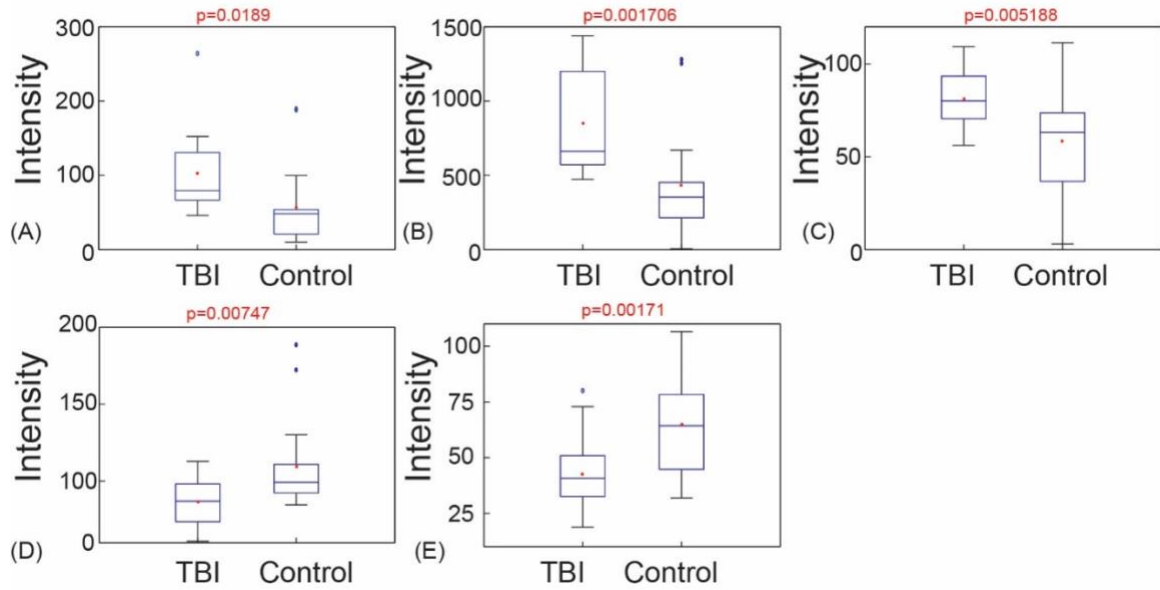 p=0.0189
300
200
100
0
Intensity
(A)
TBI Control
p=0.001706
1500
1000
500
0
Intensity
(B)
TBI Control
p=0.005188
100
50
0
Intensity
(C)
TBI Control
p=0.00747
200
150
100
0
Intensity
(D)
TBI Control
p=0.00171
100
75
50
25
Intensity
(E)
TBI Control